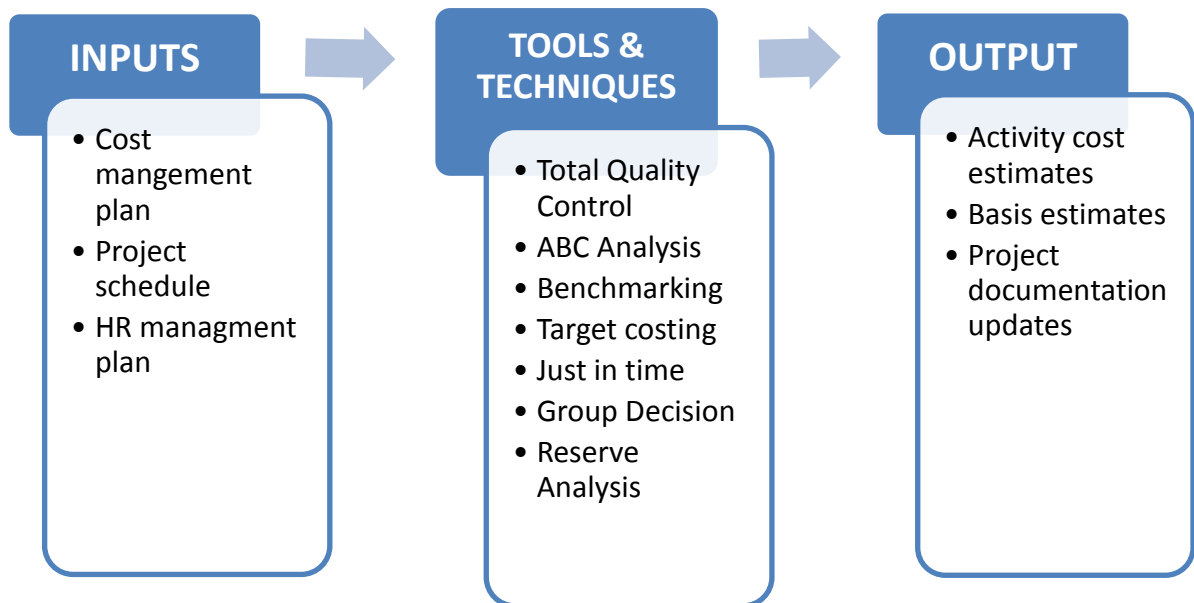 INPUTS
• Cost
mangement
plan
• Project
schedule
• HR managment
plan
TOOLS &
TECHNIQUES
• Total Quality
Control
• ABC Analysis
• Benchmarking
• Target costing
• Just in time
• Group Decision
• Reserve
Analysis
OUTPUT
• Activity cost
estimates
• Basis estimates
• Project
documentation
updates